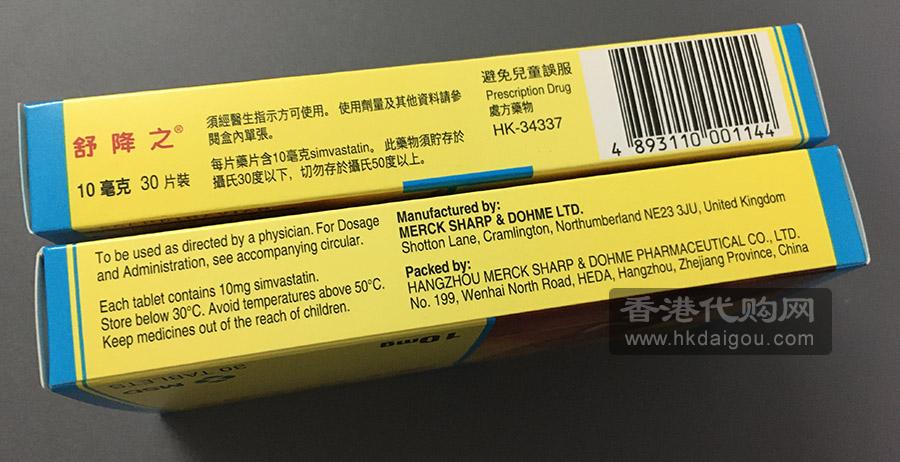 舒降之®
10毫克 30片裝
須經醫生指示方可使用。使用劑量及其他資料請參
閱盒內單張。
每片藥片含10毫克simvastatin。此藥物須貯存於
攝氏30度以下，切勿存於攝氏50度以上。
避免兒童誤服
Prescription Drug
處方藥物
HK-34337
4 893110 001144
To be used as directed by a physician. For Dosage
and Administration, see accompanying circular.
Each tablet contains 10mg simvastatin.
Store below 30°C. Avoid temperatures above 50°C.
Keep medicines out of the reach of children.
Manufactured by:
MERCK SHARP & DOHME LTD.
Shotton Lane, Cramlington, Northumberland NE23 3JU, United Kingdom
Packed by:
HANGZHOU MERCK SHARP & DOHME PHARMACEUTICAL CO., LTD.
No. 199, Wenhai North Road, HEDA, Hangzhou, Zhejiang Province, China
10mg
MSD
30 TABLETS
香港代购网
www.hkdaigou.com